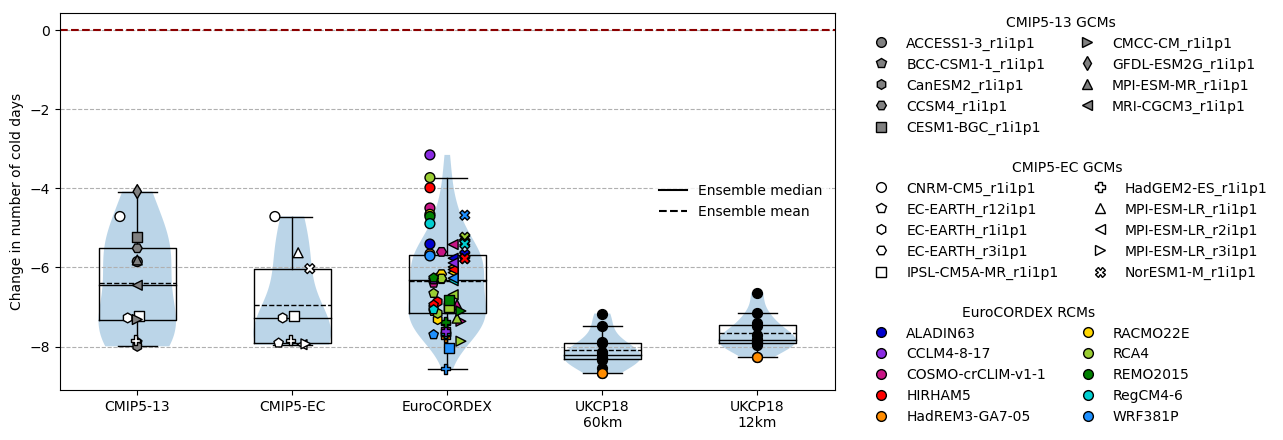 Change in number of cold days
0
−2
−4
−6
−8
Ensemble median
Ensemble mean
CMIP5-13
CMIP5-EC
EuroCORDEX
UKCP18
60km
UKCP18
12km
CMIP5-13 GCMs
ACCESS1-3_r1i1p1
BCC-CSM1-1_r1i1p1
CanESM2_r1i1p1
CCSM4_r1i1p1
CESM1-BGC_r1i1p1
CMCC-CM_r1i1p1
GFDL-ESM2G_r1i1p1
MPI-ESM-MR_r1i1p1
MRI-CGCM3_r1i1p1
CMIP5-EC GCMs
CNRM-CM5_r1i1p1
EC-EARTH_r12i1p1
EC-EARTH_r1i1p1
EC-EARTH_r3i1p1
IPSL-CM5A-MR_r1i1p1
HadGEM2-ES_r1i1p1
MPI-ESM-LR_r1i1p1
MPI-ESM-LR_r2i1p1
MPI-ESM-LR_r3i1p1
NorESM1-M_r1i1p1
EuroCORDEX RCMs
ALADIN63
CCLM4-8-17
COSMO-crCLIM-v1-1
HIRHAM5
HadREM3-GA7-05
RACMO22E
RCA4
REMO2015
RegCM4-6
WRF381P